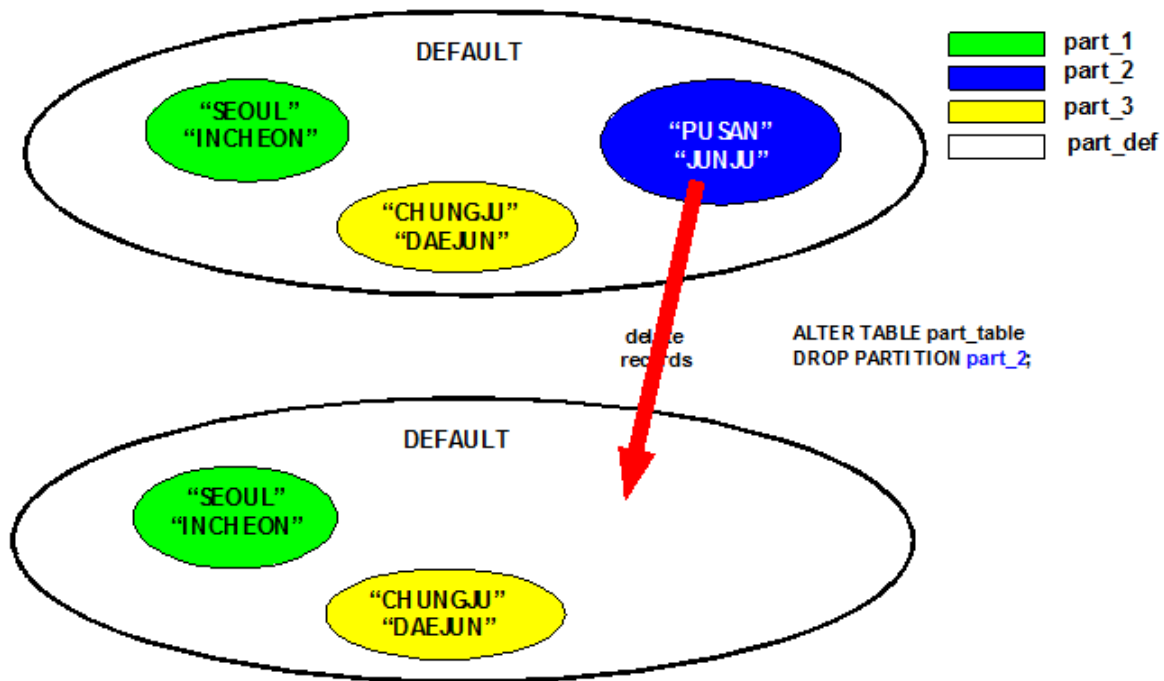 DEFAULT
“SEOUL”
“INCHEON”
“PUSAN”
“JUNJU”
“CHUNGJU”
“DAEJUN”
part_1
part_2
part_3
part_def
delete
records
ALTER TABLE part_table
DROP PARTITION part_2;
DEFAULT
“SEOUL”
“INCHEON”
“CHUNGJU”
“DAEJUN”